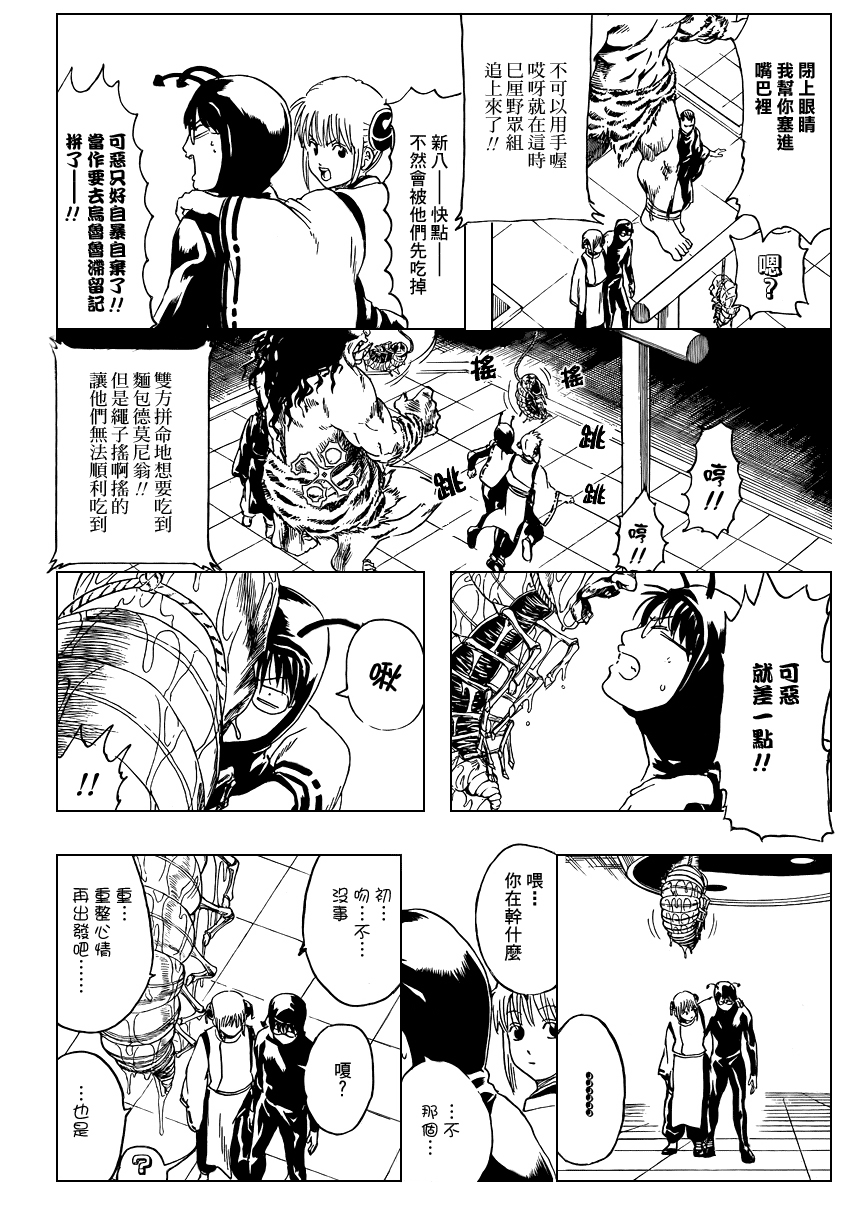 閉上眼睛
我幫你塞進
嘴巴裡
嗯?
不可以用手喔
哎呀就在這時
巳厘野眾組
追上來了!!
新八——快點——
不然會被他們先吃掉
可惡只好自暴自棄了!!
當作要去烏魯魯滯留記
拼了——!!
哼!!
哼!!
搖
搖
搖
搖
搖
雙方拼命地想要吃到
麵包德莫尼翁!!
但是繩子搖啊搖的
讓他們無法順利吃到
可惡
就差一點!!
啾
!!
……
喂…
你在幹什麼
…不
那個…
初…
吻…不…
沒事
嗄?
重…
重整心情
再出發吧……
…也是
?